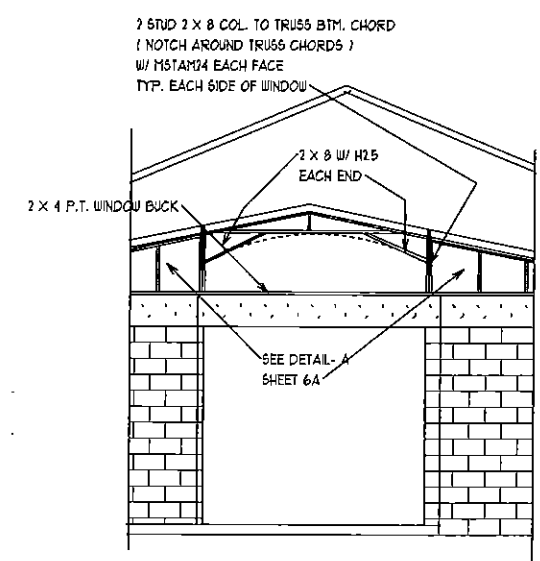 2 STUD 2 X 8 COL. TO TRUSS BTM. CHORD
( NOTCH AROUND TRUSS CHORDS )
W/ MSTAM24 EACH FACE
TYP. EACH SIDE OF WINDOW
2 X 8 W/ H2.5
EACH END
2 X 4 P.T. WINDOW BUCK
SEE DETAIL- A
SHEET 6A